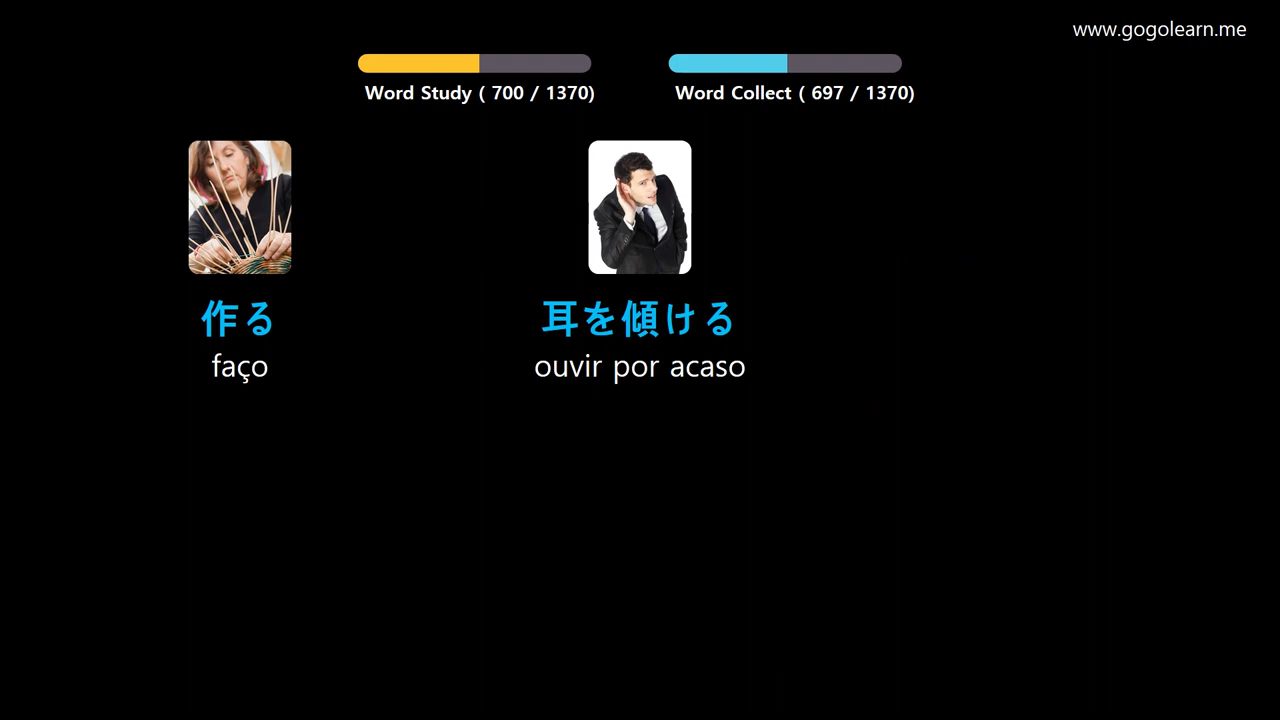 www.gogolearn.me
Word Study ( 700 / 1370)
Word Collect ( 697 / 1370)
作る
faço
耳を傾ける
ouvir por acaso